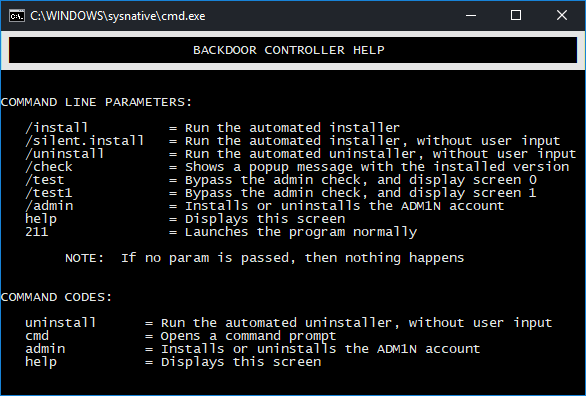 C:\WINDOWS\sysnative\cmd.exe
BACKDOOR CONTROLLER HELP
COMMAND LINE PARAMETERS:
/install = Run the automated installer
/silent.install = Run the automated installer, without user input
/uninstall = Run the automated uninstaller, without user input
/check = Shows a popup message with the installed version
/test = Bypass the admin check, and display screen 0
/test1 = Bypass the admin check, and display screen 1
/admin = Installs or uninstalls the ADM1N account
help = Displays this screen
211 = Launches the program normally
NOTE: If no param is passed, then nothing happens
COMMAND CODES:
uninstall = Run the automated uninstaller, without user input
cmd = Opens a command prompt
admin = Installs or uninstalls the ADM1N account
help = Displays this screen